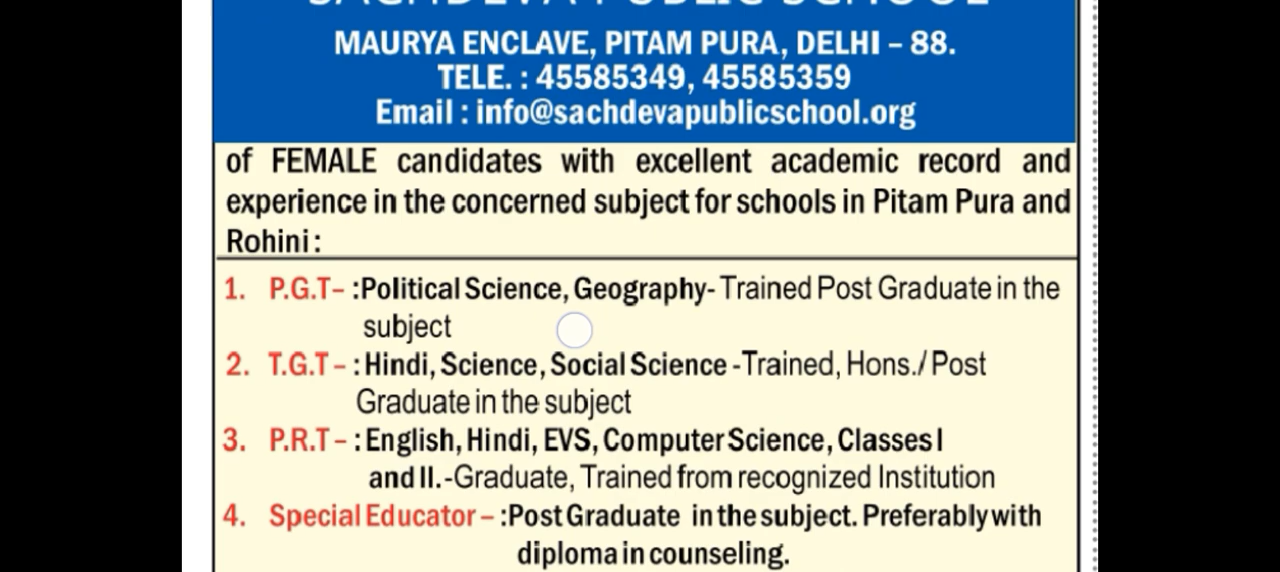 SACHDEVA PUBLIC SCHOOL
MAURYA ENCLAVE, PITAM PURA, DELHI – 88.
TELE. : 45585349, 45585359
Email : info@sachdevapublicschool.org
of FEMALE candidates with excellent academic record and
experience in the concerned subject for schools in Pitam Pura and
Rohini :
1. P.G.T– :Political Science, Geography- Trained Post Graduate in the
subject
2. T.G.T – : Hindi, Science, Social Science -Trained, Hons./ Post
Graduate in the subject
3. P.R.T – : English, Hindi, EVS, Computer Science, Classes I
and II.-Graduate, Trained from recognized Institution
4. Special Educator – :Post Graduate in the subject. Preferably with
diploma in counseling.